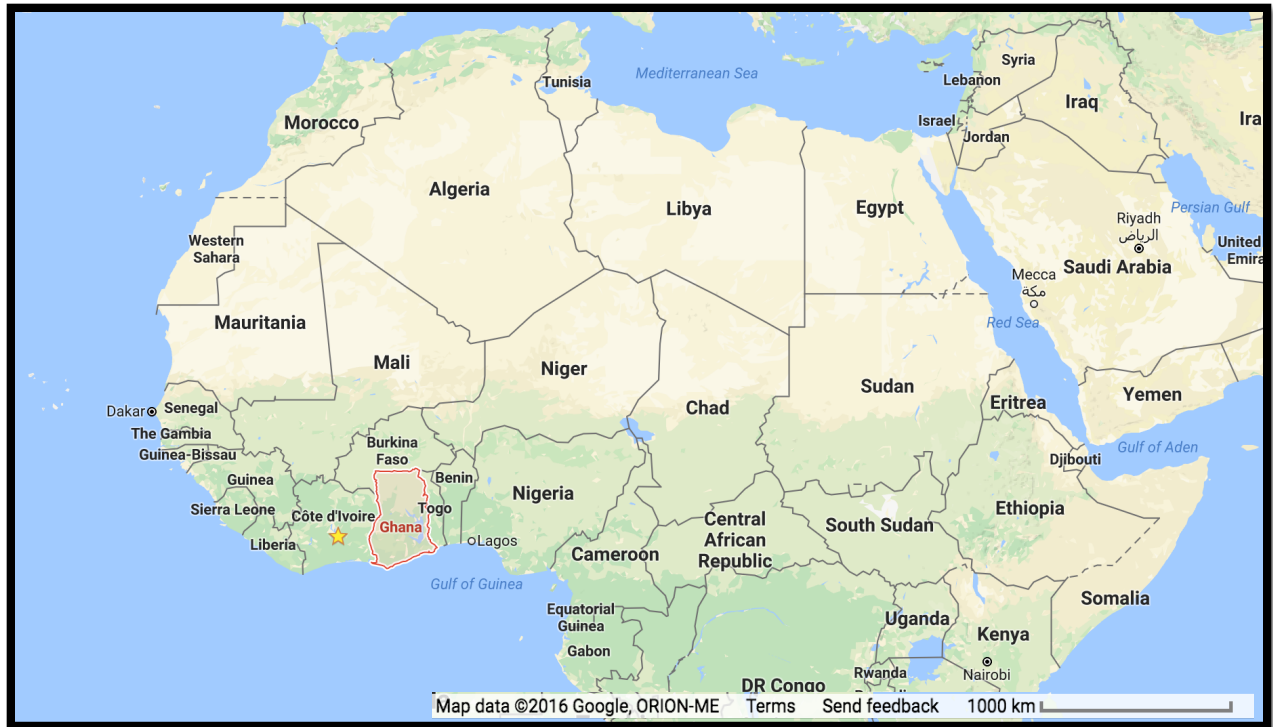 Mediterranean Sea
Syria
Lebanon
Tunisia
Iraq
Israel
Ira
Morocco
Jordan
Algeria
Libya
Egypt
Persian Gulf
Riyadh
الرياض
Western
Sahara
United
Emira
Saudi Arabia
Mecca
مكة
Mauritania
Red Sea
Mali
Niger
Sudan
Yemen
Eritrea
Chad
Dakar
Senegal
The Gambia
Burkina
Faso
Gulf of Aden
Guinea-Bissau
Djibouti
Guinea
Benin
Nigeria
Sierra Leone
Togo
Ethiopia
Côte d'Ivoire
Ghana
Central
African
Republic
South Sudan
Liberia
Lagos
Cameroon
Gulf of Guinea
Somalia
Equatorial
Guinea
Uganda
Kenya
Gabon
Rwanda
Nairobi
DR Congo
Map data ©2016 Google, ORION-ME Terms Send feedback 1000 km